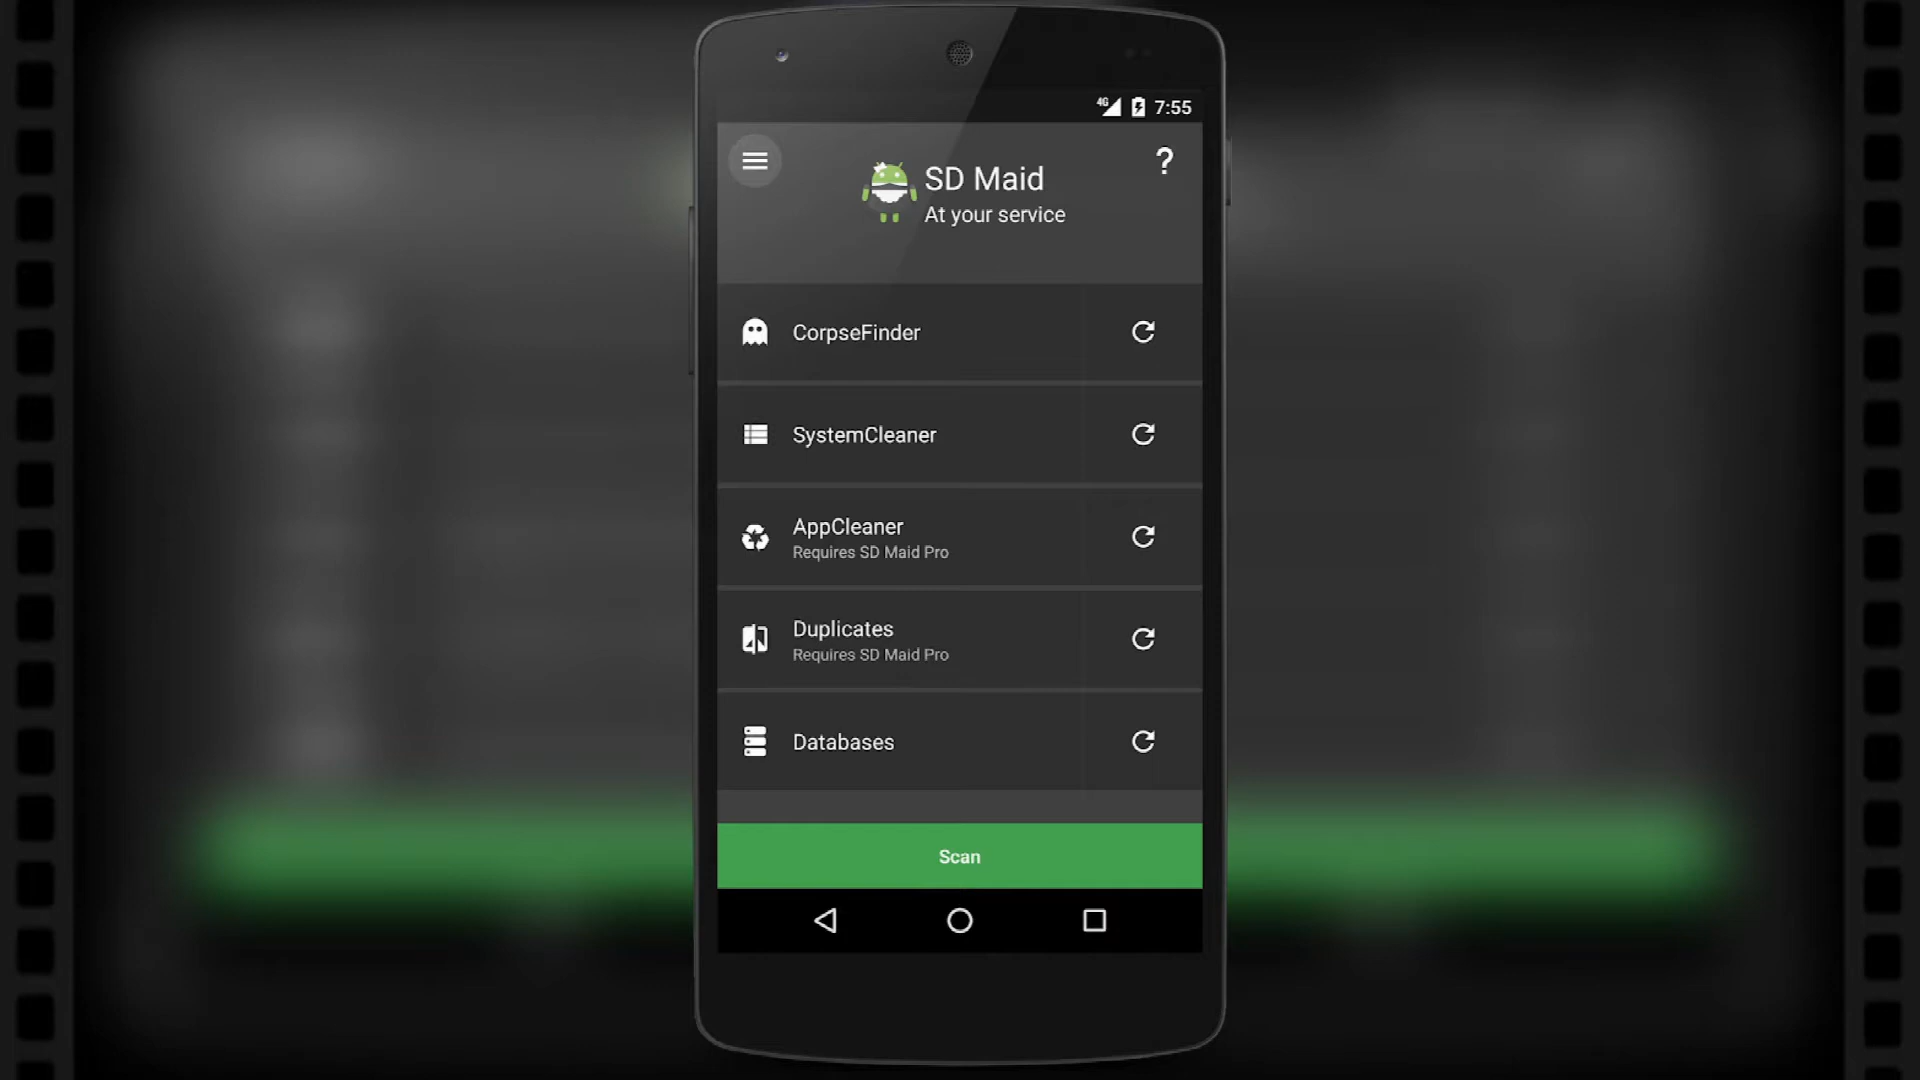 4G 7:55
?
SD Maid
At your service
CorpseFinder
SystemCleaner
AppCleaner
Requires SD Maid Pro
Duplicates
Requires SD Maid Pro
Databases
Scan